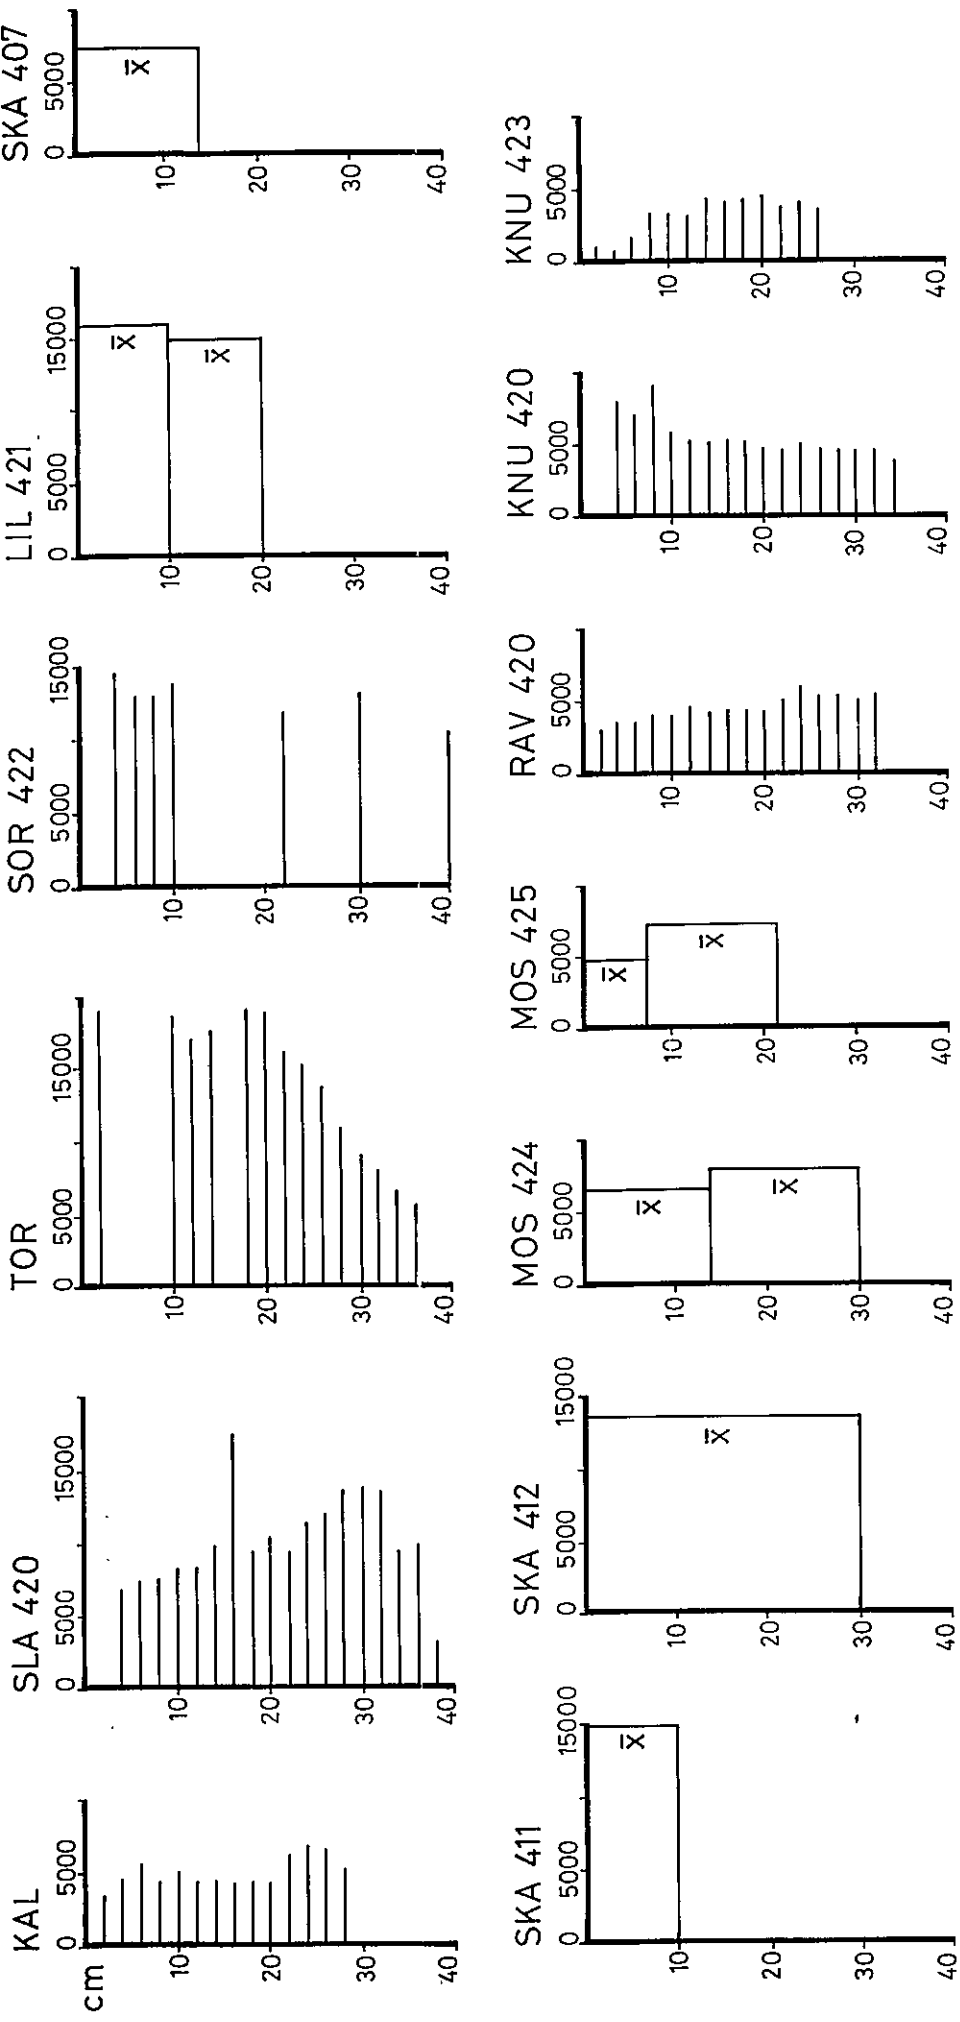 KAL SLA 420 TOR SOR 422 LIL 421 SKA 407
cm 0 5000 0 5000 15000 0 5000 15000 0 5000 15000 0 5000 15000 0 5000
x̄ x̄
10 10 10 10 10 10
x̄
20 20 20 20 20 20
30 30 30 30 30 30
40 40 40 40 40 40
SKA 411 SKA 412 MOS 424 MOS 425 RAV 420 KNU 420 KNU 423
0 5000 15000 0 5000 15000 0 5000 0 5000 0 5000 0 5000 0 5000
x̄ x̄ x̄
10 10 10 10 10 10 10
x̄ x̄
20 20 20 20 20 20 20
x̄
30 30 30 30 30 30 30
40 40 40 40 40 40 40